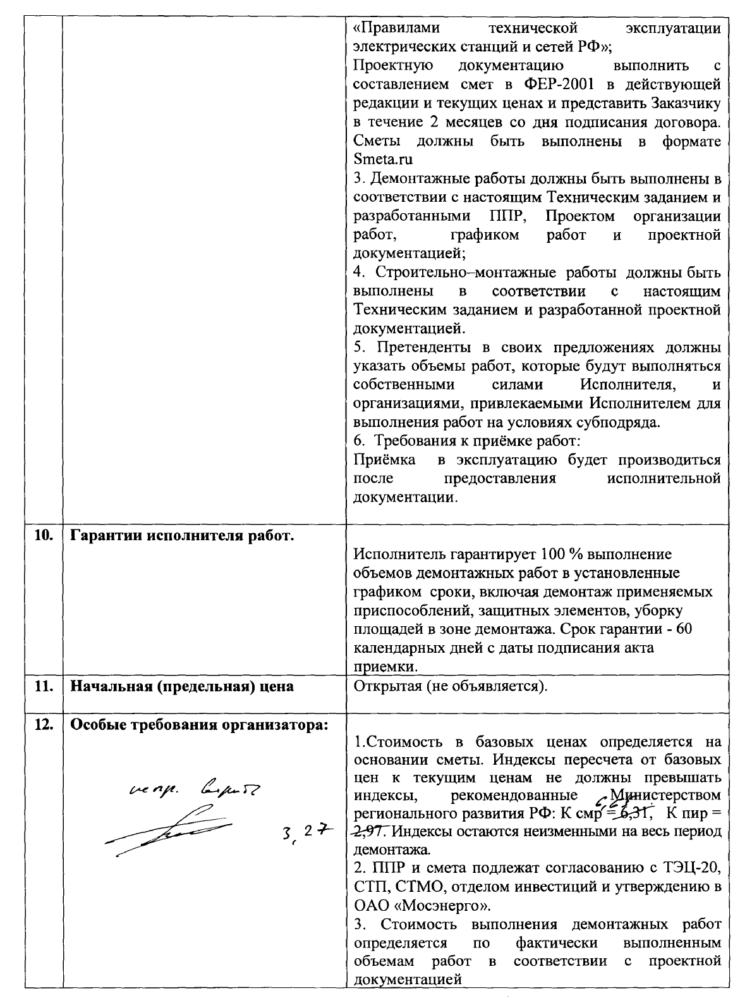 «Правилами технической эксплуатации
электрических станций и сетей РФ»;
Проектную документацию выполнить с
составлением смет в ФЕР-2001 в действующей
редакции и текущих ценах и представить Заказчику
в течение 2 месяцев со дня подписания договора.
Сметы должны быть выполнены в формате
Smeta.ru
3. Демонтажные работы должны быть выполнены в
соответствии с настоящим Техническим заданием и
разработанными ППР, Проектом организации
работ, графиком работ и проектной
документацией;
4. Строительно–монтажные работы должны быть
выполнены в соответствии с настоящим
Техническим заданием и разработанной проектной
документацией.
5. Претенденты в своих предложениях должны
указать объемы работ, которые будут выполняться
собственными силами Исполнителя, и
организациями, привлекаемыми Исполнителем для
выполнения работ на условиях субподряда.
6. Требования к приёмке работ:
Приёмка в эксплуатацию будет производиться
после предоставления исполнительной
документации.
10. Гарантии исполнителя работ.
Исполнитель гарантирует 100 % выполнение
объемов демонтажных работ в установленные
графиком сроки, включая демонтаж применяемых
приспособлений, защитных элементов, уборку
площадей в зоне демонтажа. Срок гарантии - 60
календарных дней с даты подписания акта
приемки.
11. Начальная (предельная) цена
Открытая (не объявляется).
12. Особые требования организатора:
1.Стоимость в базовых ценах определяется на
основании сметы. Индексы пересчета от базовых
цен к текущим ценам не должны превышать
индексы, рекомендованные Министерством
регионального развития РФ: К смр = 6,31, К пир =
2,97. Индексы остаются неизменными на весь период
демонтажа.
2. ППР и смета подлежат согласованию с ТЭЦ-20,
СТП, СТМО, отделом инвестиций и утверждению в
ОАО «Мосэнерго».
3. Стоимость выполнения демонтажных работ
определяется по фактически выполненным
объемам работ в соответствии с проектной
документацией
3,27